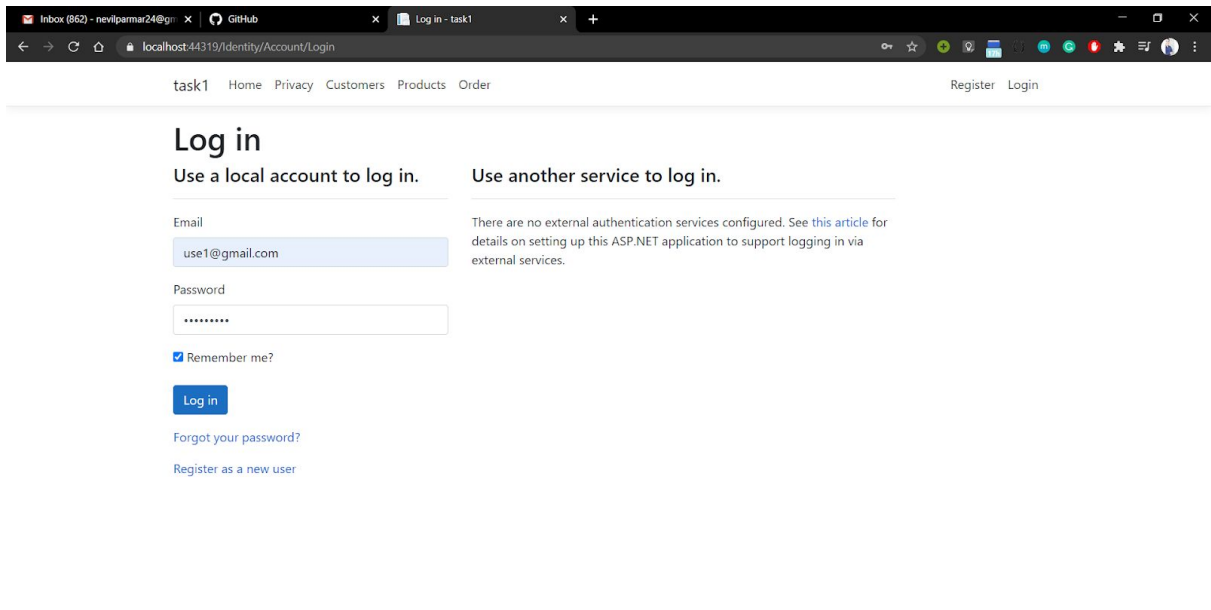 Inbox (862) - nevilparmar24@gm
GitHub
Log in - task1
localhost:44319/Identity/Account/Login
task1 Home Privacy Customers Products Order Register Login
Log in
Use a local account to log in.
Email
use1@gmail.com
Password
Remember me?
Log in
Forgot your password?
Register as a new user
Use another service to log in.
There are no external authentication services configured. See this article for
details on setting up this ASP.NET application to support logging in via
external services.